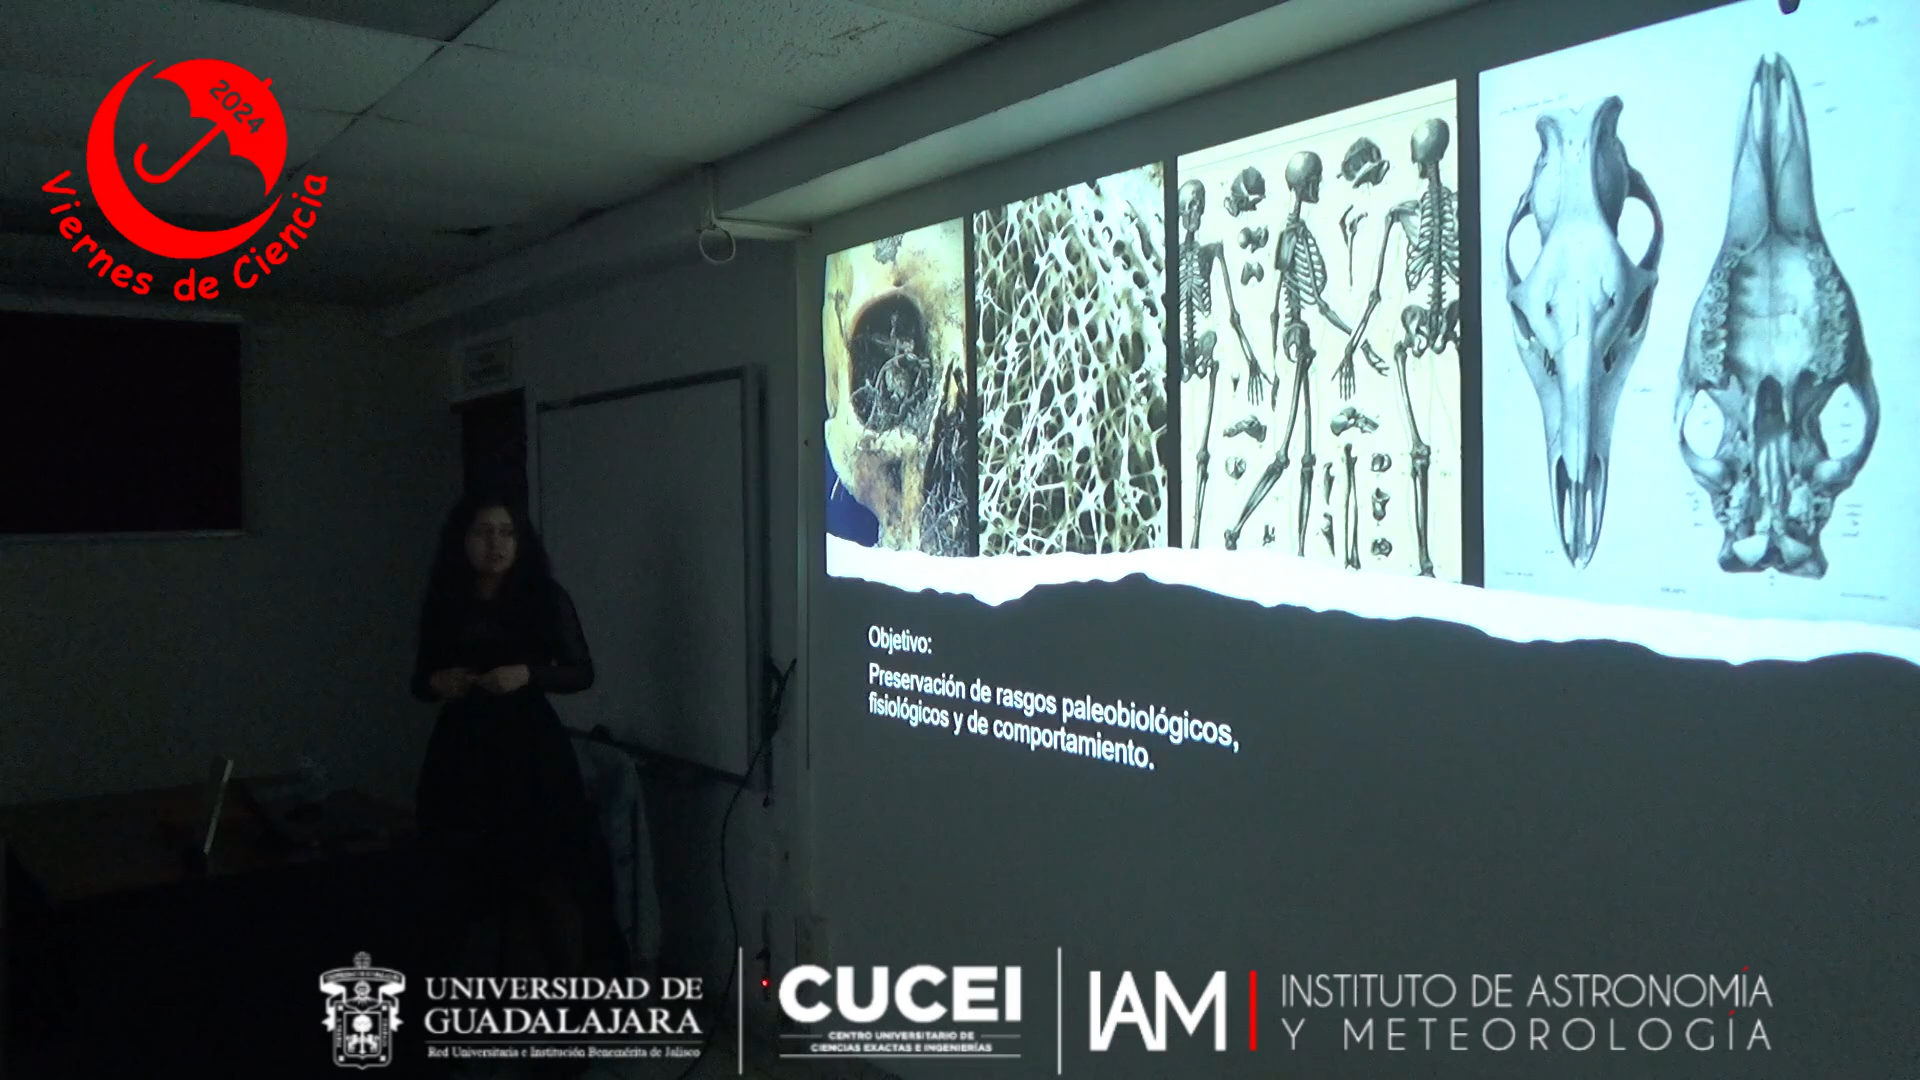 2024
Viernes de Ciencia
Objetivo:
Preservación de rasgos paleobiológicos,
fisiológicos y de comportamiento.
UNIVERSIDAD DE
GUADALAJARA
Red Universitaria e Institución Benemérita de Jalisco
CUCEI
CENTRO UNIVERSITARIO DE
CIENCIAS EXACTAS E INGENIERÍAS
IAM
INSTITUTO DE ASTRONOMÍA
Y METEOROLOGÍA